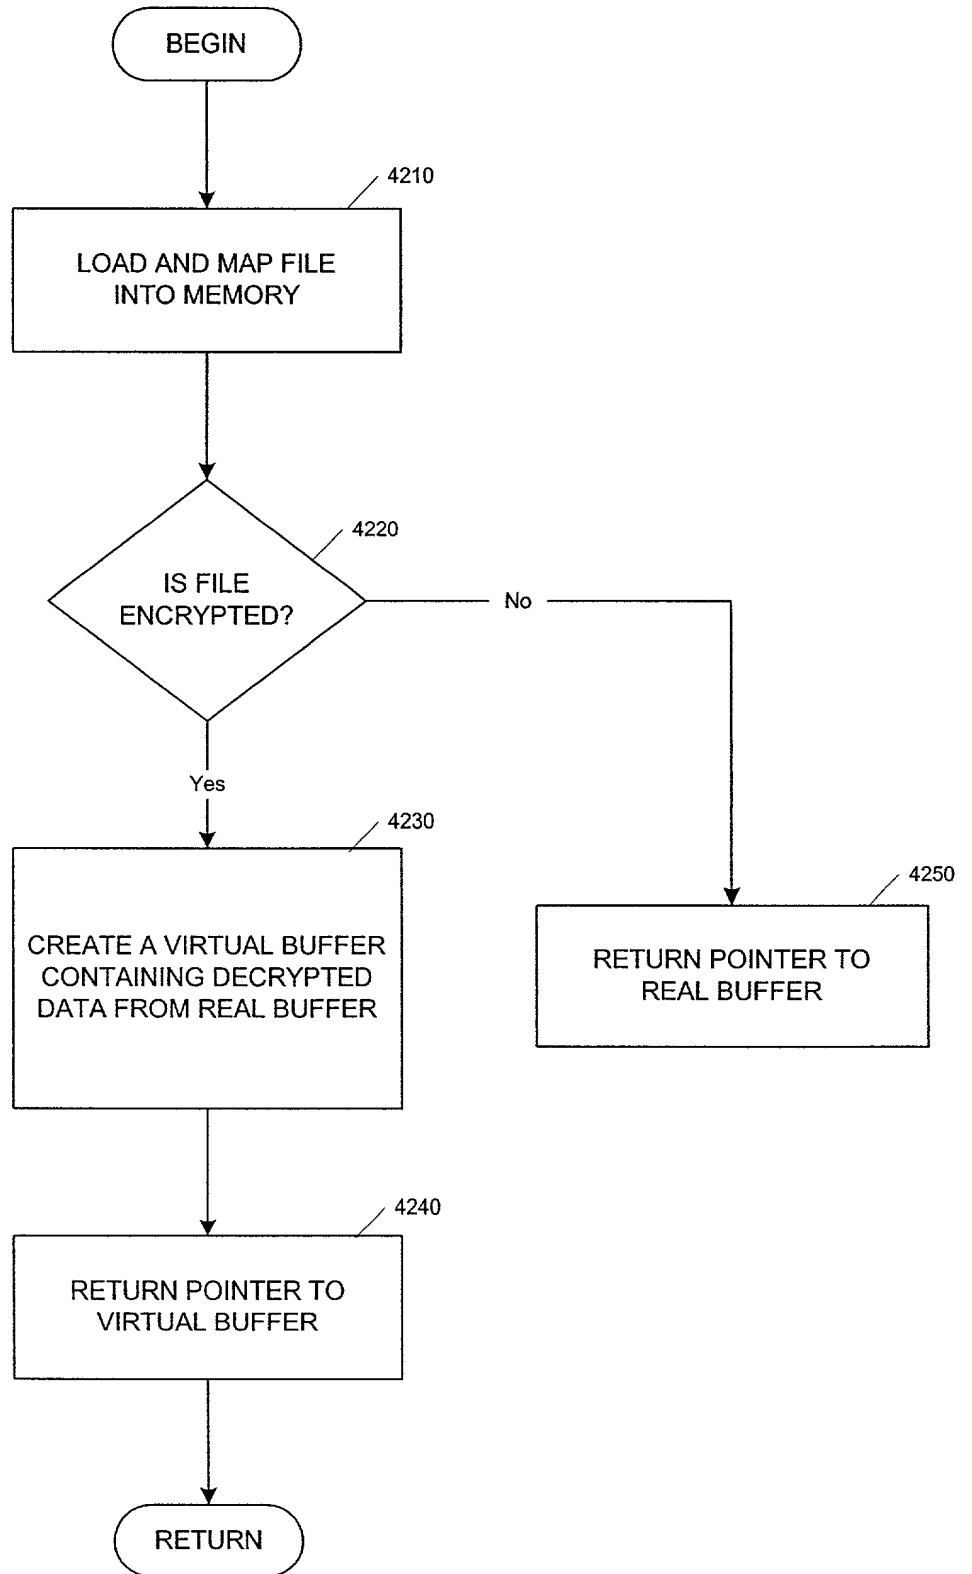 BEGIN
4210
LOAD AND MAP FILE
INTO MEMORY
4220
IS FILE
ENCRYPTED?
No
Yes
4230
CREATE A VIRTUAL BUFFER
CONTAINING DECRYPTED
DATA FROM REAL BUFFER
4250
RETURN POINTER TO
REAL BUFFER
4240
RETURN POINTER TO
VIRTUAL BUFFER
RETURN